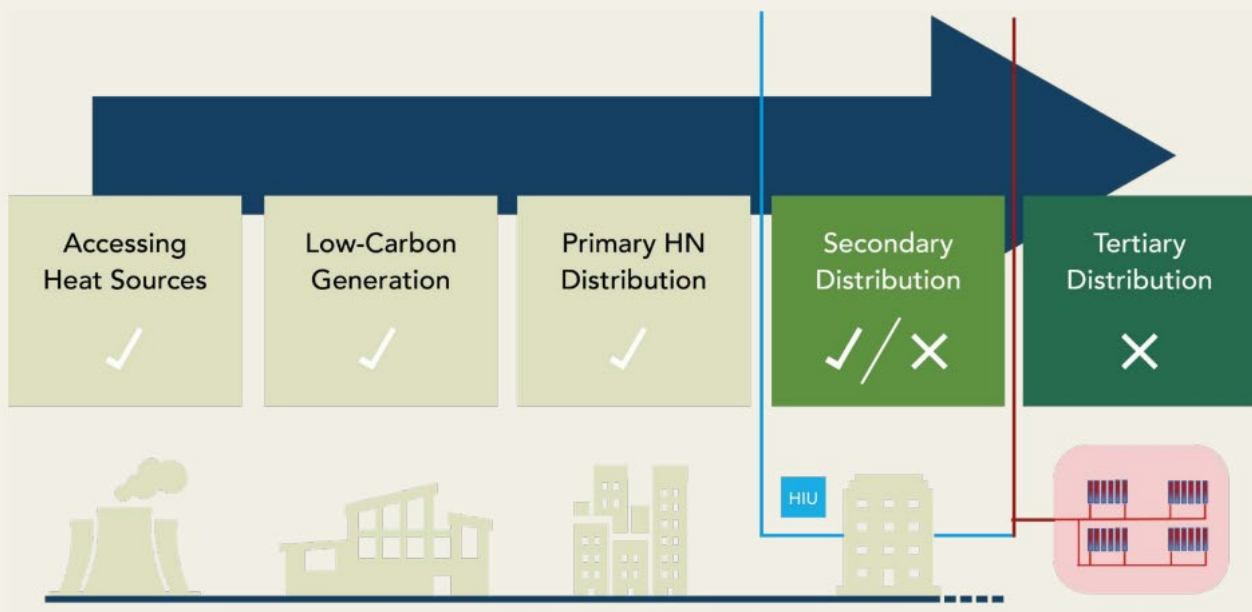 Accessing
Heat Sources
✓
Low-Carbon
Generation
✓
Primary HN
Distribution
✓
Secondary
Distribution
✓/✕
Tertiary
Distribution
✕
HIU